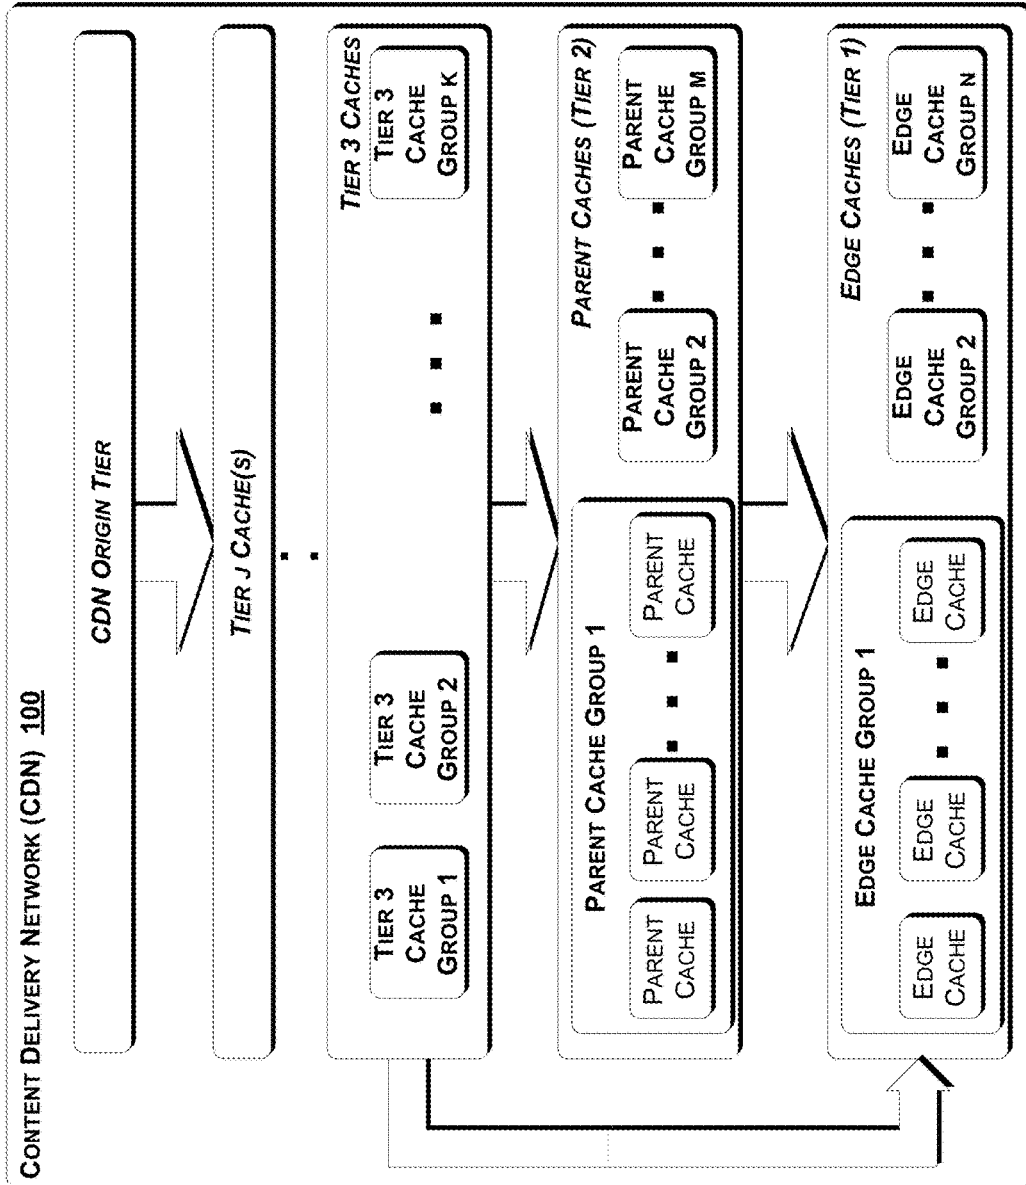 CONTENT DELIVERY NETWORK (CDN) 100
CDN ORIGIN TIER
TIER J CACHE(S)
TIER 3 CACHES
TIER 3
CACHE
GROUP 1
TIER 3
CACHE
GROUP 2
TIER 3
CACHE
GROUP K
PARENT CACHES (TIER 2)
PARENT CACHE GROUP 1
PARENT
CACHE
PARENT
CACHE
PARENT
CACHE
PARENT
CACHE
GROUP 2
PARENT
CACHE
GROUP M
EDGE CACHES (TIER 1)
EDGE CACHE GROUP 1
EDGE
CACHE
EDGE
CACHE
EDGE
CACHE
EDGE
CACHE
GROUP 2
EDGE
CACHE
GROUP N